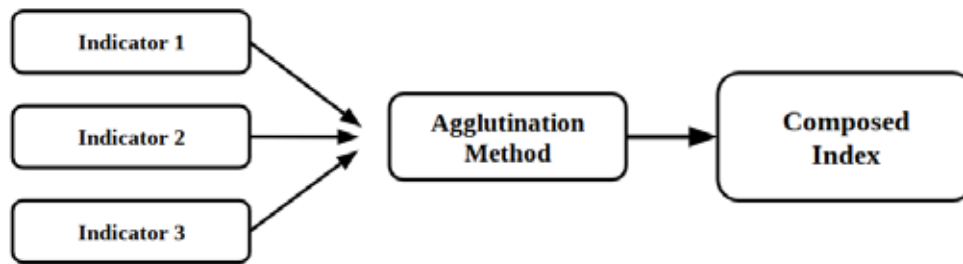 Indicator 1
Indicator 2
Indicator 3
Agglutination
Method
Composed
Index